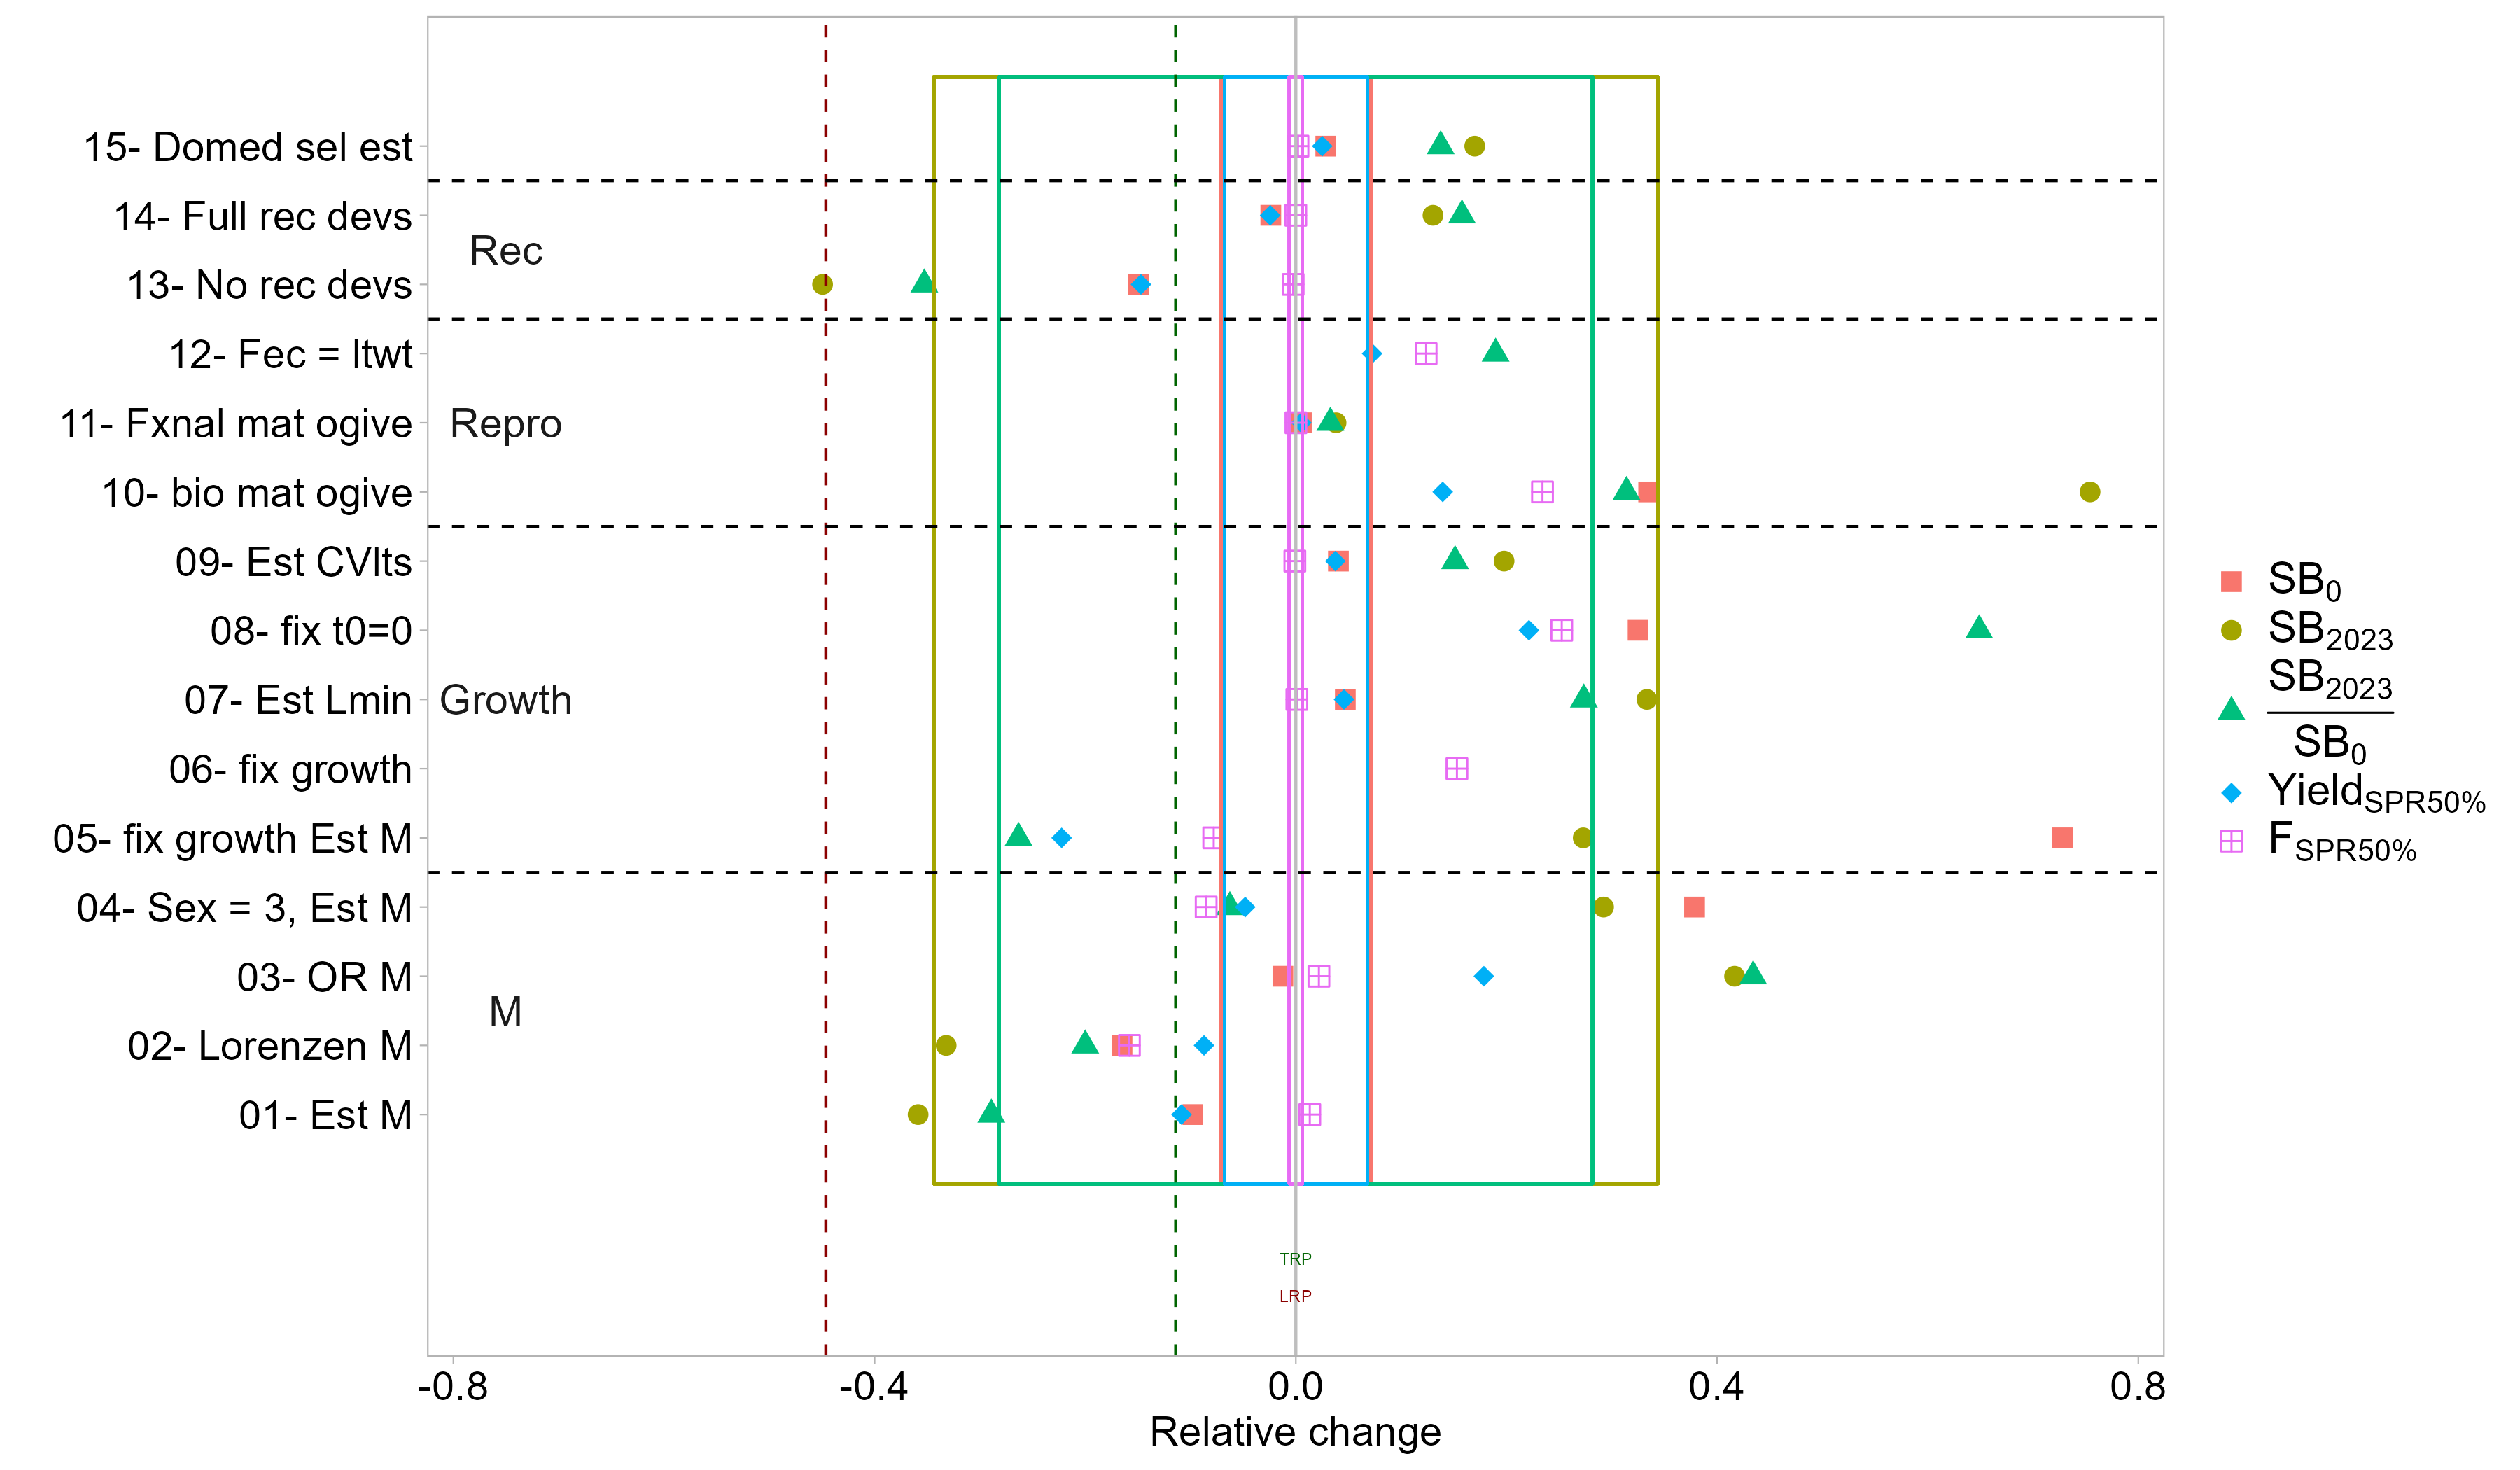 15- Domed sel est
14- Full rec devs
Rec
13- No rec devs
12- Fec = ltwt
11- Fxnal mat ogive
Repro
10- bio mat ogive
09- Est CVlts
08- fix t0=0
07- Est Lmin
Growth
06- fix growth
05- fix growth Est M
04- Sex = 3, Est M
03- OR M
M
02- Lorenzen M
01- Est M
TRP
LRP
-0.8 -0.4 0.0 0.4 0.8
Relative change
SB0
SB2023
SB2023
SB0
YieldSPR50%
FSPR50%